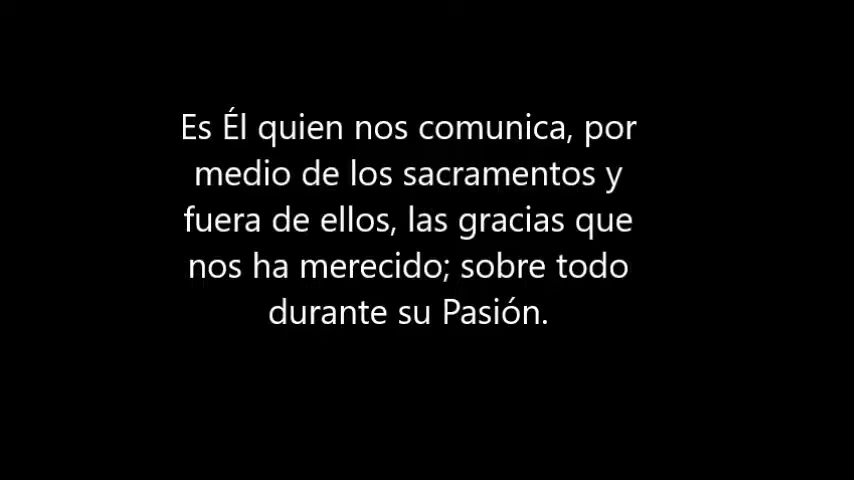 Es Él quien nos comunica, por
medio de los sacramentos y
fuera de ellos, las gracias que
nos ha merecido; sobre todo
durante su Pasión.